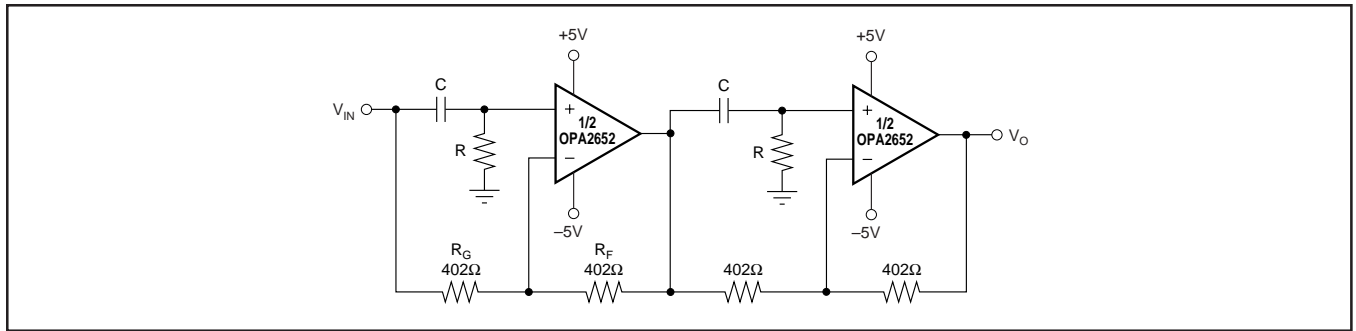 +5V
+5V
C
C
V_IN
+
1/2
OPA2652
−
R
+
1/2
OPA2652
−
R
V_O
–5V
–5V
R_G
402Ω
R_F
402Ω
402Ω
402Ω